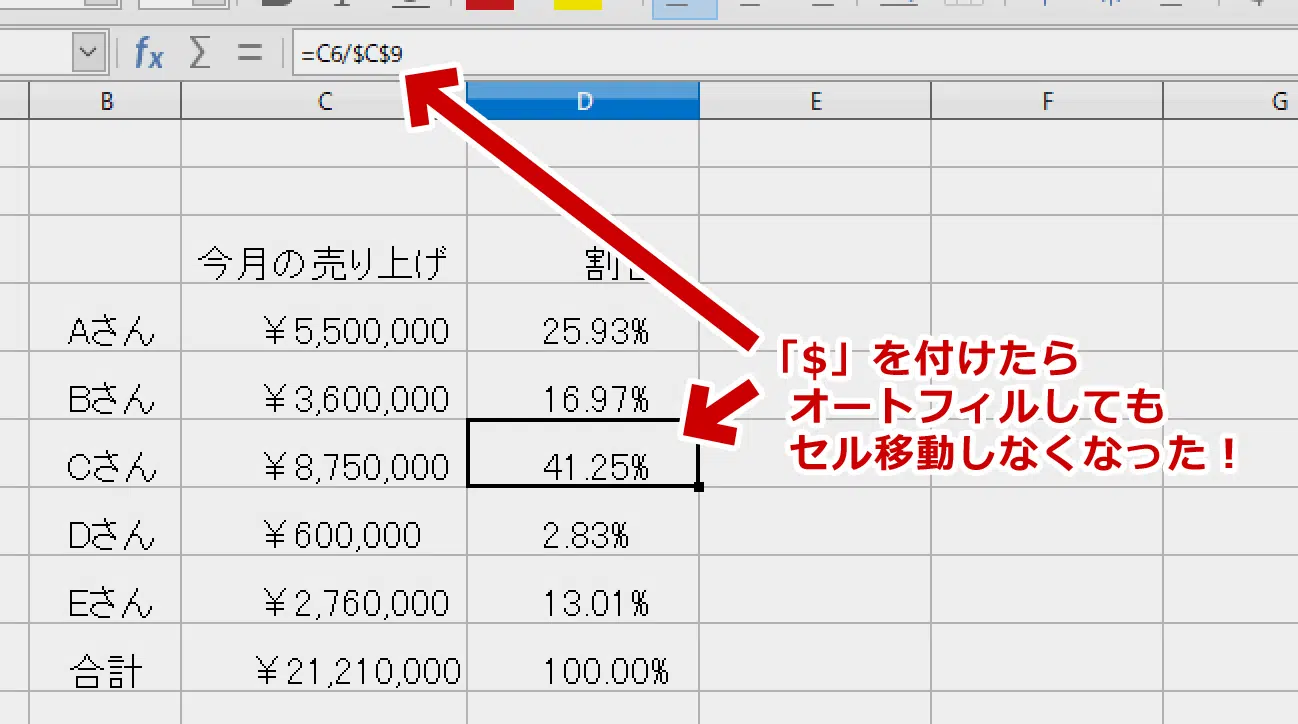 fx Σ = =C6/$C$9
B C D E F G
今月の売り上げ 割
Aさん ￥5,500,000 25.93%
Bさん ￥3,600,000 16.97%
Cさん ￥8,750,000 41.25%
Dさん ￥600,000 2.83%
Eさん ￥2,760,000 13.01%
合計 ￥21,210,000 100.00%
「$」を付けたら
オートフィルしても
セル移動しなくなった！